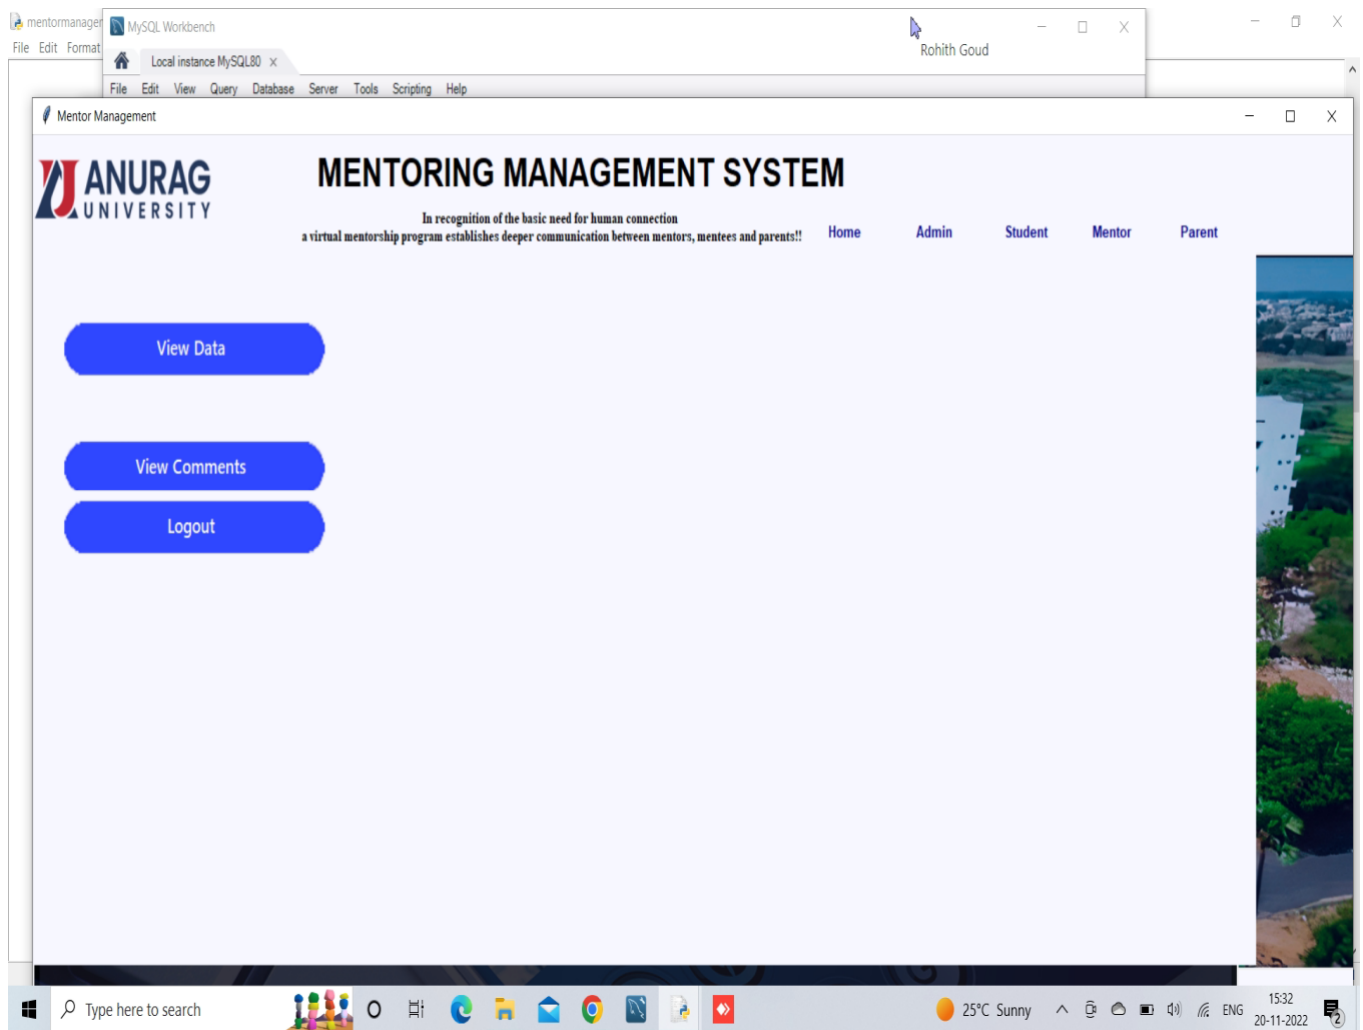 mentormanager
MySQL Workbench
Rohith Goud
File Edit Format
Local instance MySQL80 x
File Edit View Query Database Server Tools Scripting Help
Mentor Management
ANURAG
UNIVERSITY
MENTORING MANAGEMENT SYSTEM
In recognition of the basic need for human connection
a virtual mentorship program establishes deeper communication between mentors, mentees and parents!!
Home Admin Student Mentor Parent
View Data
View Comments
Logout
Type here to search
25°C Sunny
ENG
15:32
20-11-2022
2